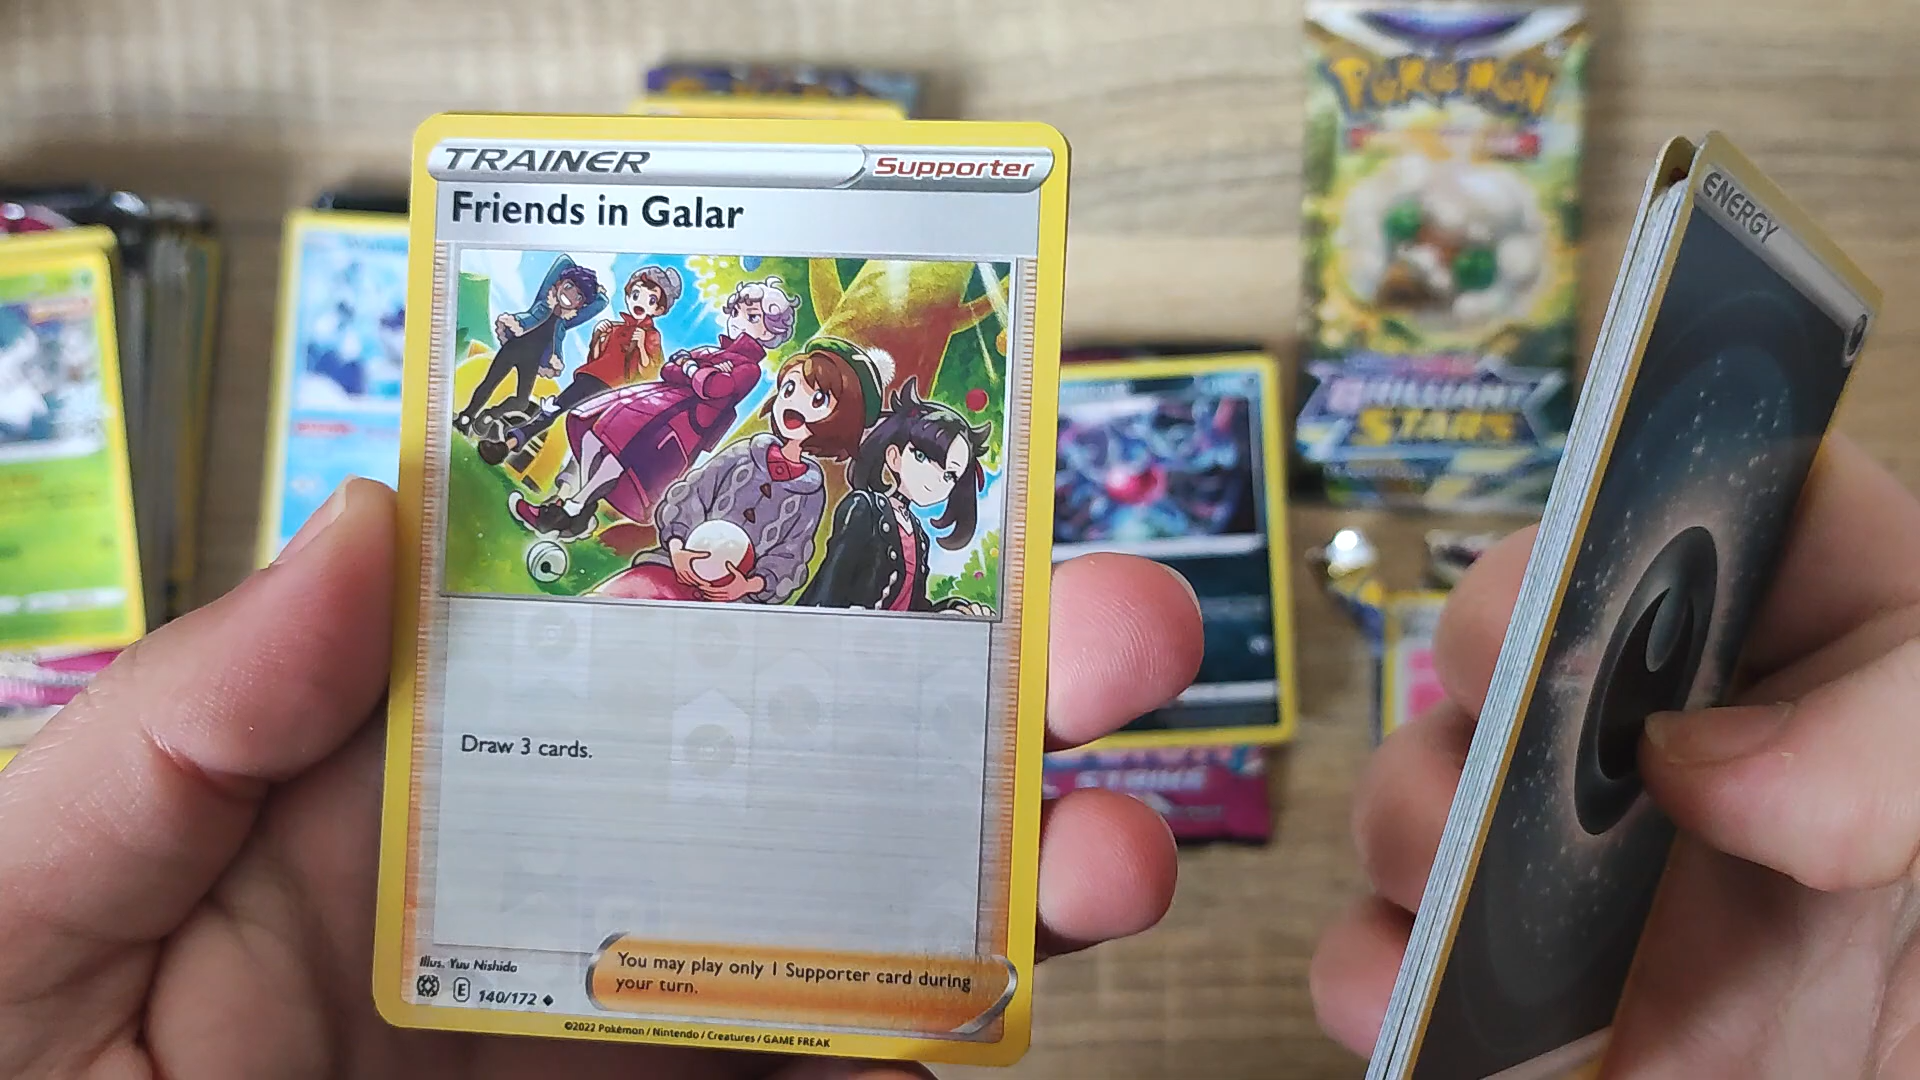 TRAINER
Supporter
Friends in Galar
Draw 3 cards.
Illus. Yuu Nishida
E 140/172
You may play only 1 Supporter card during
your turn.
©2022 Pokémon / Nintendo / Creatures / GAME FREAK
ENERGY
POKéMON
BRILLIANT
STARS
STRIKE